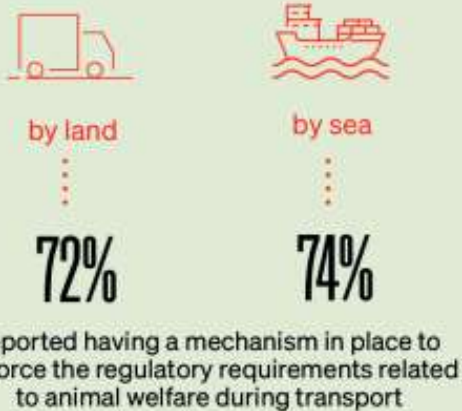 by land
by sea
72%
74%
ported having a mechanism in place to
orce the regulatory requirements related
to animal welfare during transport